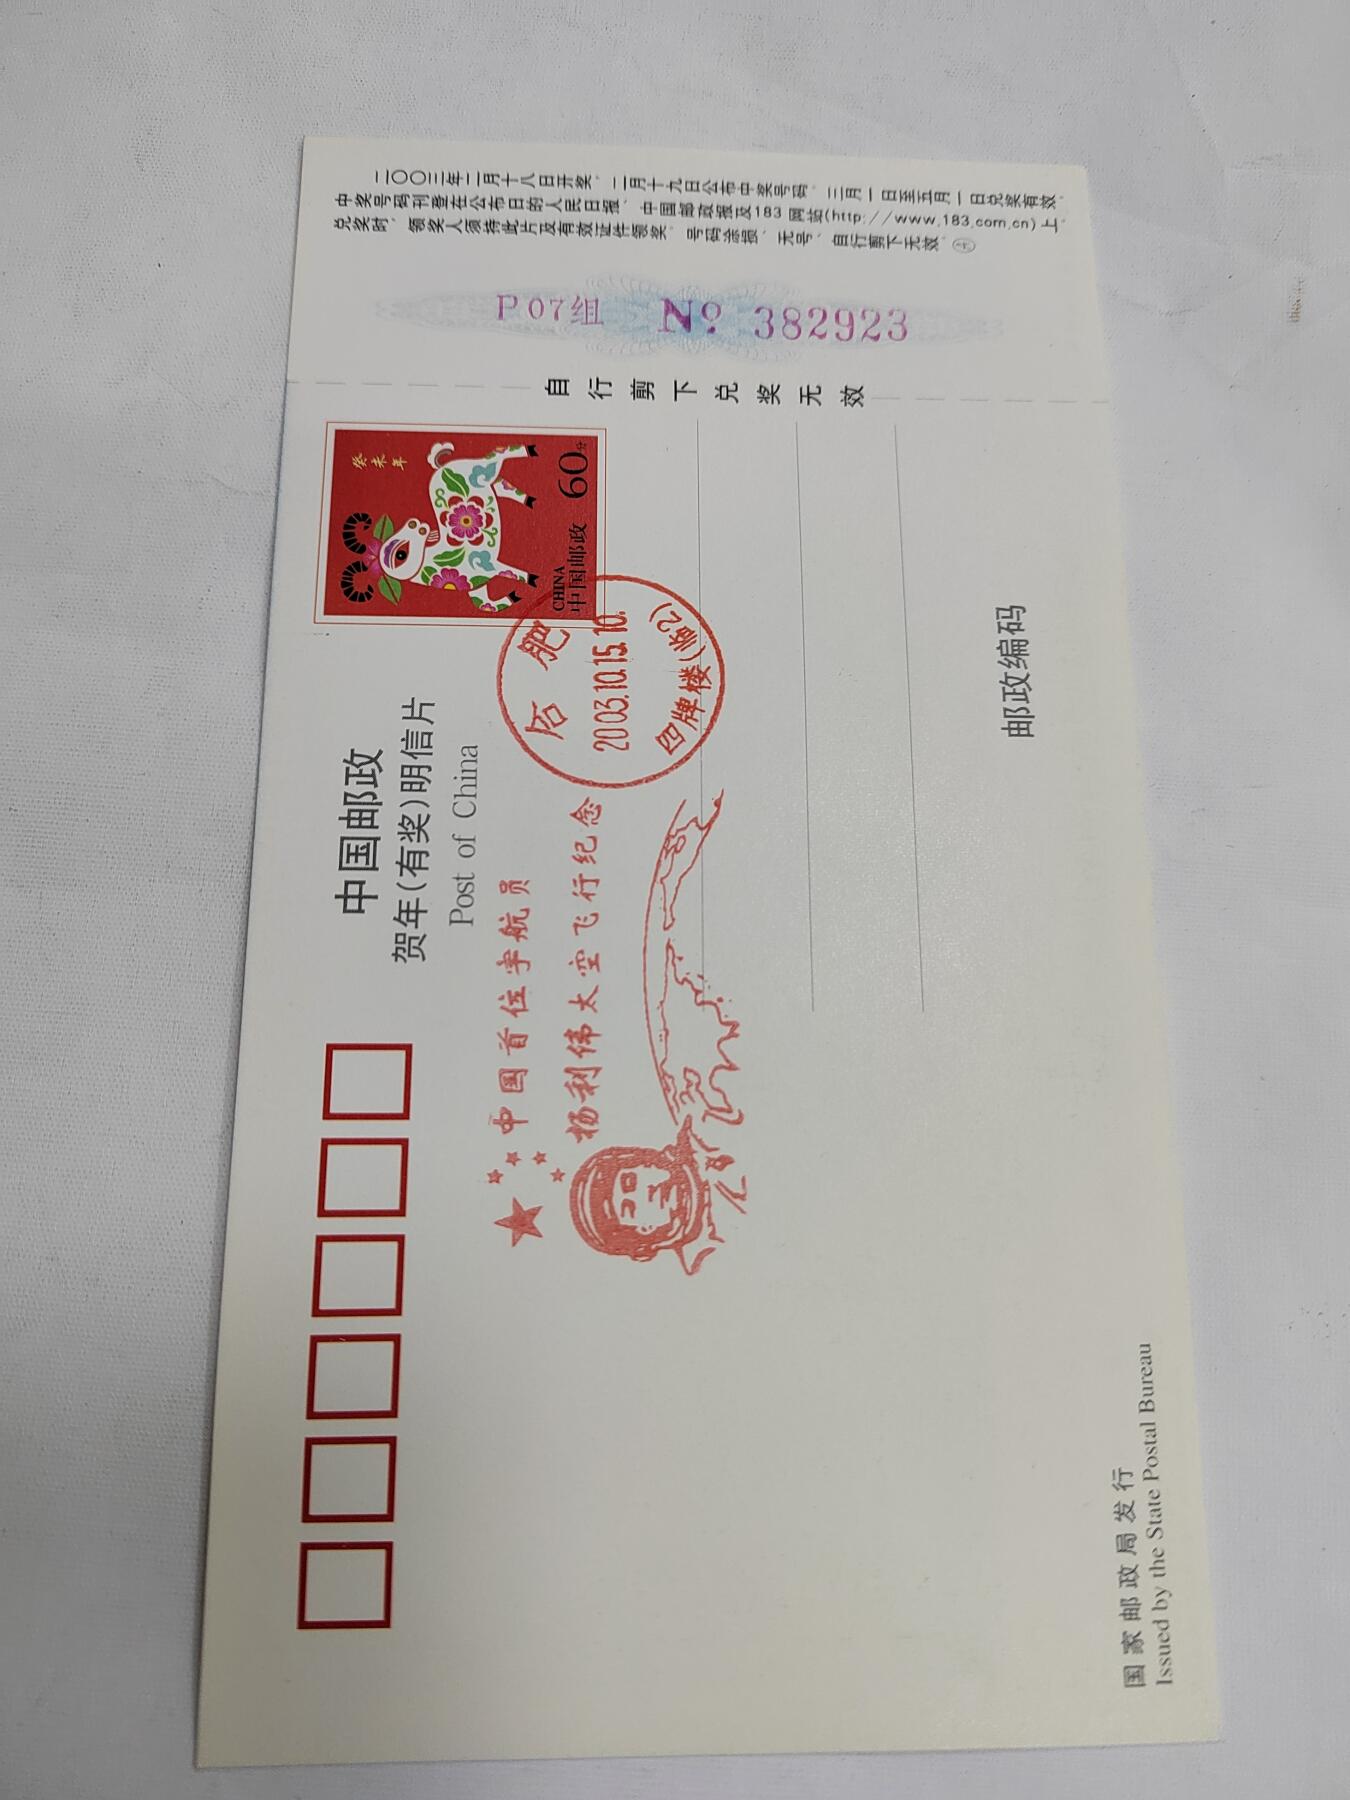 中国邮政
贺年(有奖)明信片
Post of China
癸未年
60分
CHINA
中国邮政
合肥
2003.10.15.10.
四牌楼(临2)
中国首位宇航员
杨利伟太空飞行纪念
邮政编码
国家邮政局发行
Issued by the State Postal Bureau
自行剪下兑奖无效
P07组 № 382923
二〇〇三年二月十八日开奖，二月十九日公布中奖号码，三月一日至五月一日兑奖有效。
中奖号码刊登在公布日的人民日报、中国邮政报及183网站(http://www.183.com.cn)上。
兑奖时，领奖人须持此片及有效证件领奖。号码涂损、无号、自行剪下无效。